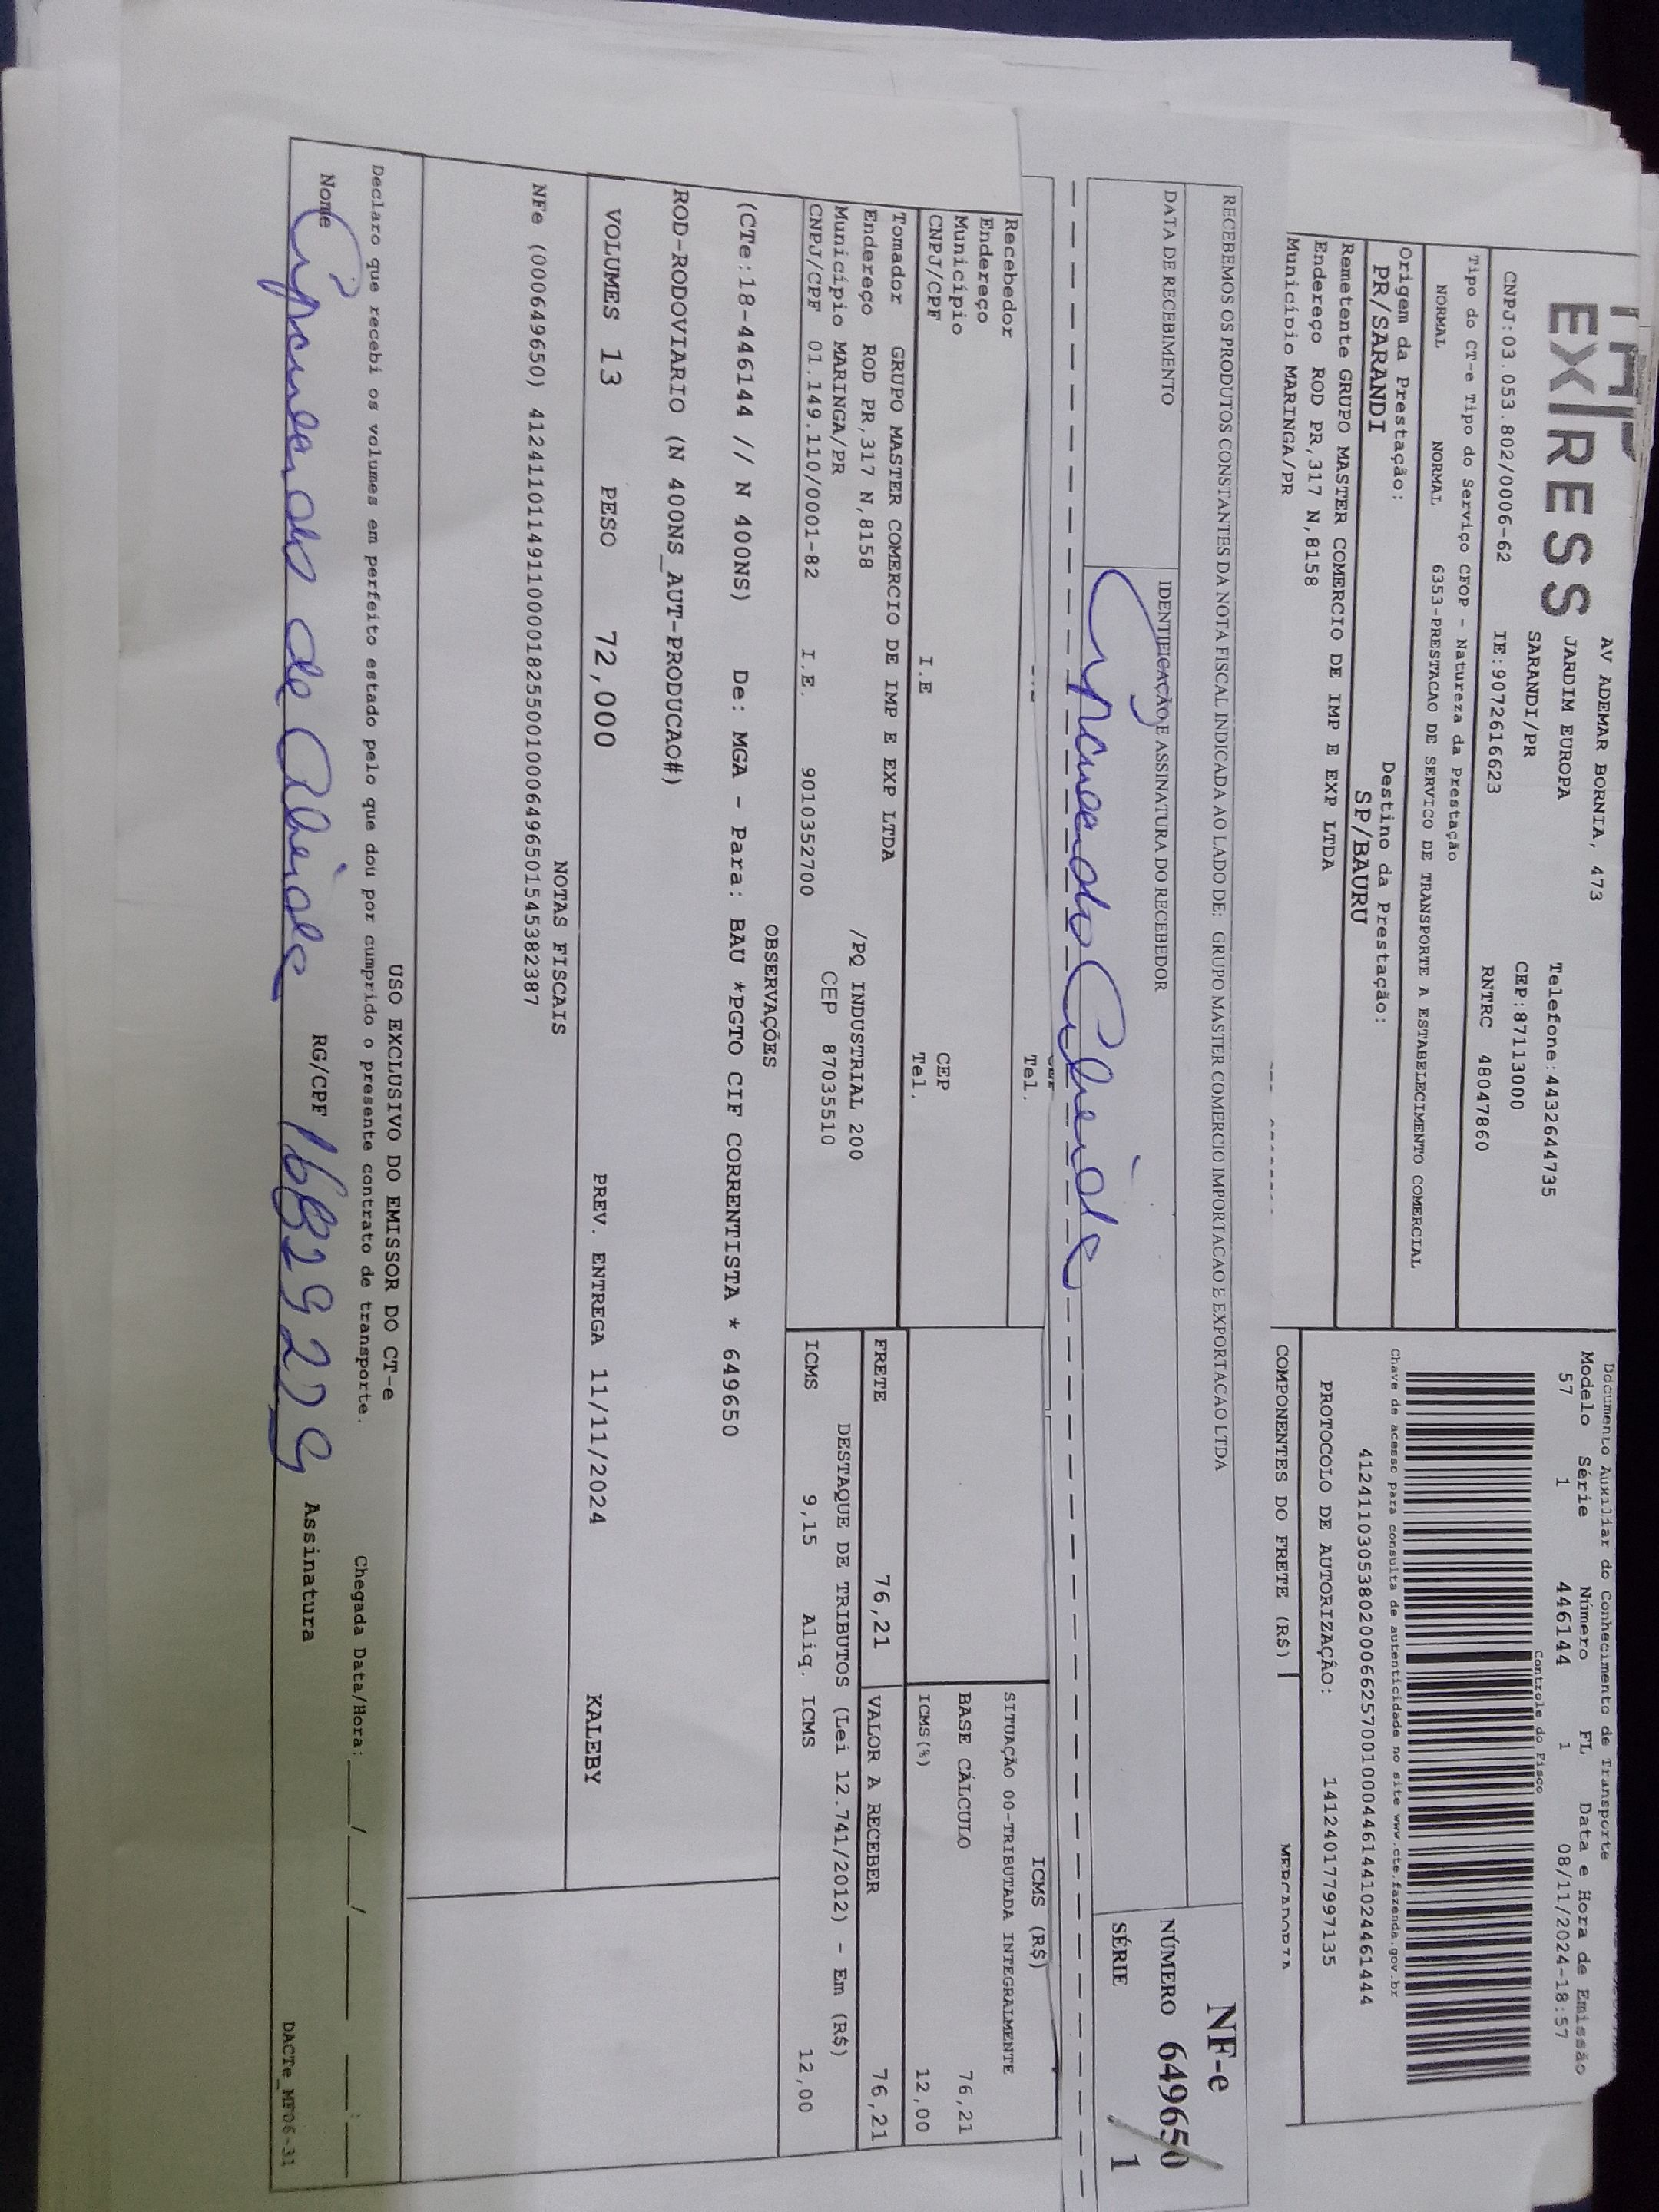 EXPRESS
AV ADEMAR BORNIA, 473
JARDIM EUROPA
SARANDI/PR
Telefone:4432644735
CEP:87113000
CNPJ:03.053.802/0006-62 IE:9072616623 RNTRC 48047860
Tipo do CT-e Tipo do Serviço CFOP - Natureza da Prestação
NORMAL NORMAL 6353-PRESTACAO DE SERVICO DE TRANSPORTE A ESTABELECIMENTO COMERCIAL
Origem da Prestação: Destino da Prestação:
PR/SARANDI SP/BAURU
Remetente GRUPO MASTER COMERCIO DE IMP E EXP LTDA
Endereço ROD PR,317 N,8158
Município MARINGA/PR
Documento Auxiliar do Conhecimento de Transporte
Modelo Série Número FL Data e Hora de Emissão
57 1 446144 1 08/11/2024-18:57
Controle do Fisco
Chave de acesso para consulta de autenticidade no site www.cte.fazenda.gov.br
41241103053802000662570010004461441024461444
PROTOCOLO DE AUTORIZAÇÃO: 141240177997135
COMPONENTES DO FRETE (R$) MERCADORIA
RECEBEMOS OS PRODUTOS CONSTANTES DA NOTA FISCAL INDICADA AO LADO DE: GRUPO MASTER COMERCIO IMPORTACAO E EXPORTACAO LTDA
DATA DE RECEBIMENTO IDENTIFICAÇÃO E ASSINATURA DO RECEBEDOR
NF-e
NÚMERO 649650
SÉRIE 1
Tel.
Recebedor
Endereço
Município CEP
CNPJ/CPF I.E Tel.
ICMS (R$)
SITUAÇÃO 00-TRIBUTADA INTEGRALMENTE
BASE CÁLCULO 76,21
ICMS(%) 12,00
Tomador GRUPO MASTER COMERCIO DE IMP E EXP LTDA
Endereço ROD PR,317 N,8158 /PQ INDUSTRIAL 200
Município MARINGA/PR CEP 87035510
CNPJ/CPF 01.149.110/0001-82 I.E. 9010352700
FRETE 76,21 VALOR A RECEBER 76,21
DESTAQUE DE TRIBUTOS (Lei 12.741/2012) - Em (R$)
ICMS 9,15 Aliq. ICMS 12,00
OBSERVAÇÕES
(CTe:18-446144 // N 400NS) De: MGA - Para: BAU *PGTO CIF CORRENTISTA * 649650
ROD-RODOVIARIO (N 400NS_AUT-PRODUCAO#)
VOLUMES 13 PESO 72,000 PREV. ENTREGA 11/11/2024 KALEBY
NOTAS FISCAIS
NFe (000649650) 41241101149110000182550010006496501545382387
USO EXCLUSIVO DO EMISSOR DO CT-e
Declaro que recebi os volumes em perfeito estado pelo que dou por cumprido o presente contrato de transporte. Chegada Data/Hora:____/____/______ ____:____
Nome RG/CPF Assinatura
DACTe_MF06-31